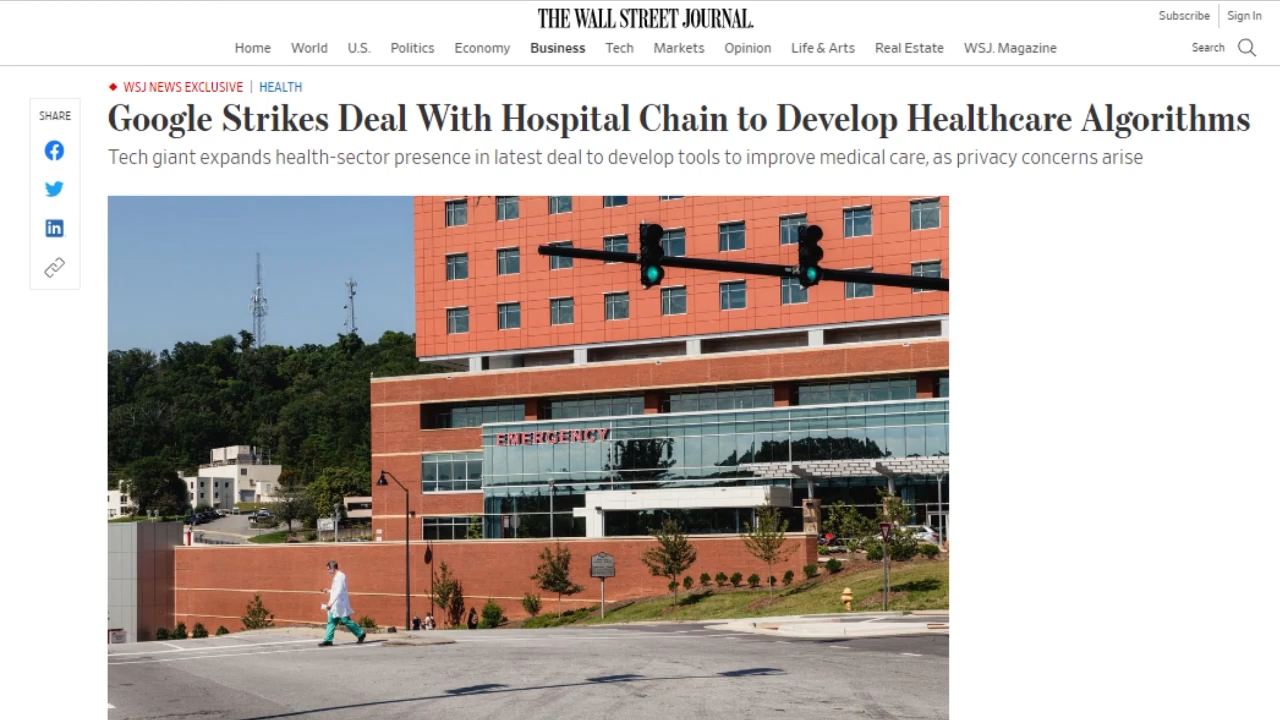 THE WALL STREET JOURNAL.
Subscribe Sign In
Home World U.S. Politics Economy Business Tech Markets Opinion Life & Arts Real Estate WSJ. Magazine
Search
WSJ NEWS EXCLUSIVE | HEALTH
SHARE
Google Strikes Deal With Hospital Chain to Develop Healthcare Algorithms
Tech giant expands health-sector presence in latest deal to develop tools to improve medical care, as privacy concerns arise
in
EMERGENCY